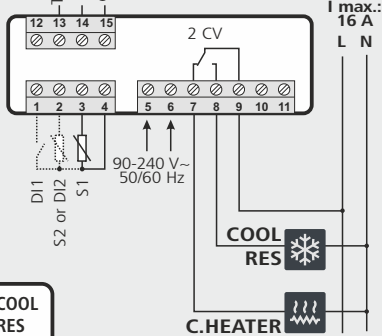 I max.:
16 A
12 13 14 15
2 CV
L N
1 2 3 4
5 6 7 8 9 10 11
DI1
S2 or DI2
S1
90-240 V~
50/60 Hz
COOL
RES
COOL
RES
C.HEATER